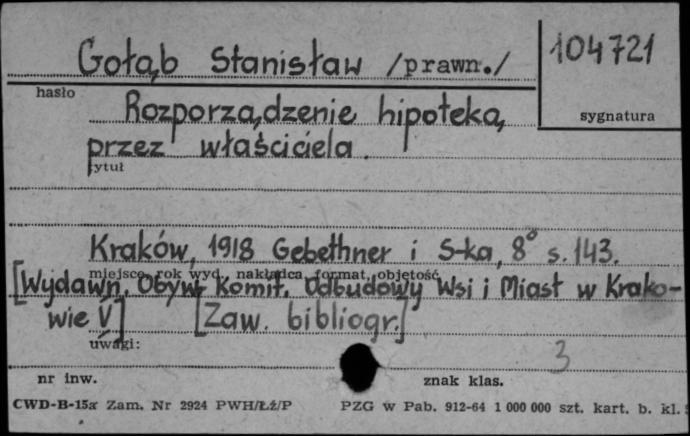 Gołąb Stanisław /prawn./
104721
hasło
sygnatura
Rozporządzenie hipoteką
przez właściciela.
tytuł
Kraków, 1918 Gebethner i S-ka, 8° s. 143.
miejsce, rok wyd., nakładca, format, objętość
[Wydawn. Obyw. Komit. Odbudowy Wsi i Miast w Krako-
wie V] [Zaw. bibliogr.]
uwagi:
3
nr inw.
znak klas.
CWD-B-15a Zam. Nr 2924 PWH/Łż/P PZG w Pab. 912-64 1 000 000 szt. kart. b. kl.